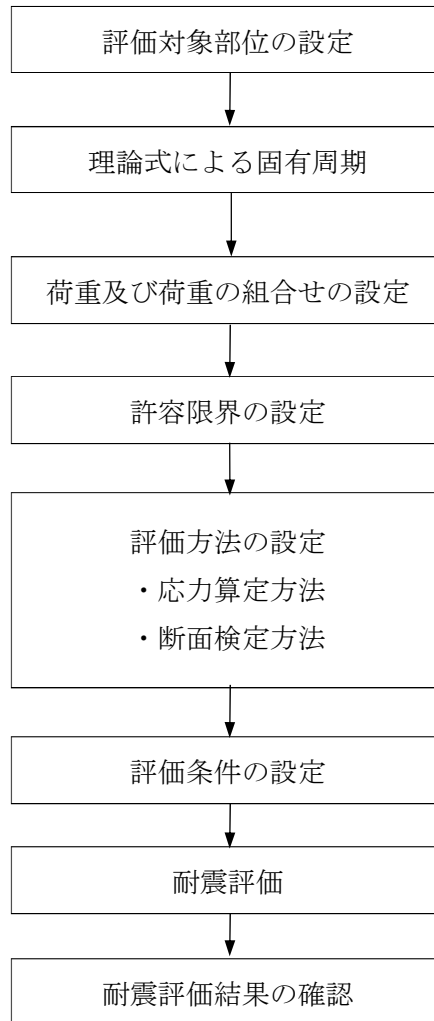 評価対象部位の設定
理論式による固有周期
荷重及び荷重の組合せの設定
許容限界の設定
評価方法の設定
・応力算定方法
・断面検定方法
評価条件の設定
耐震評価
耐震評価結果の確認